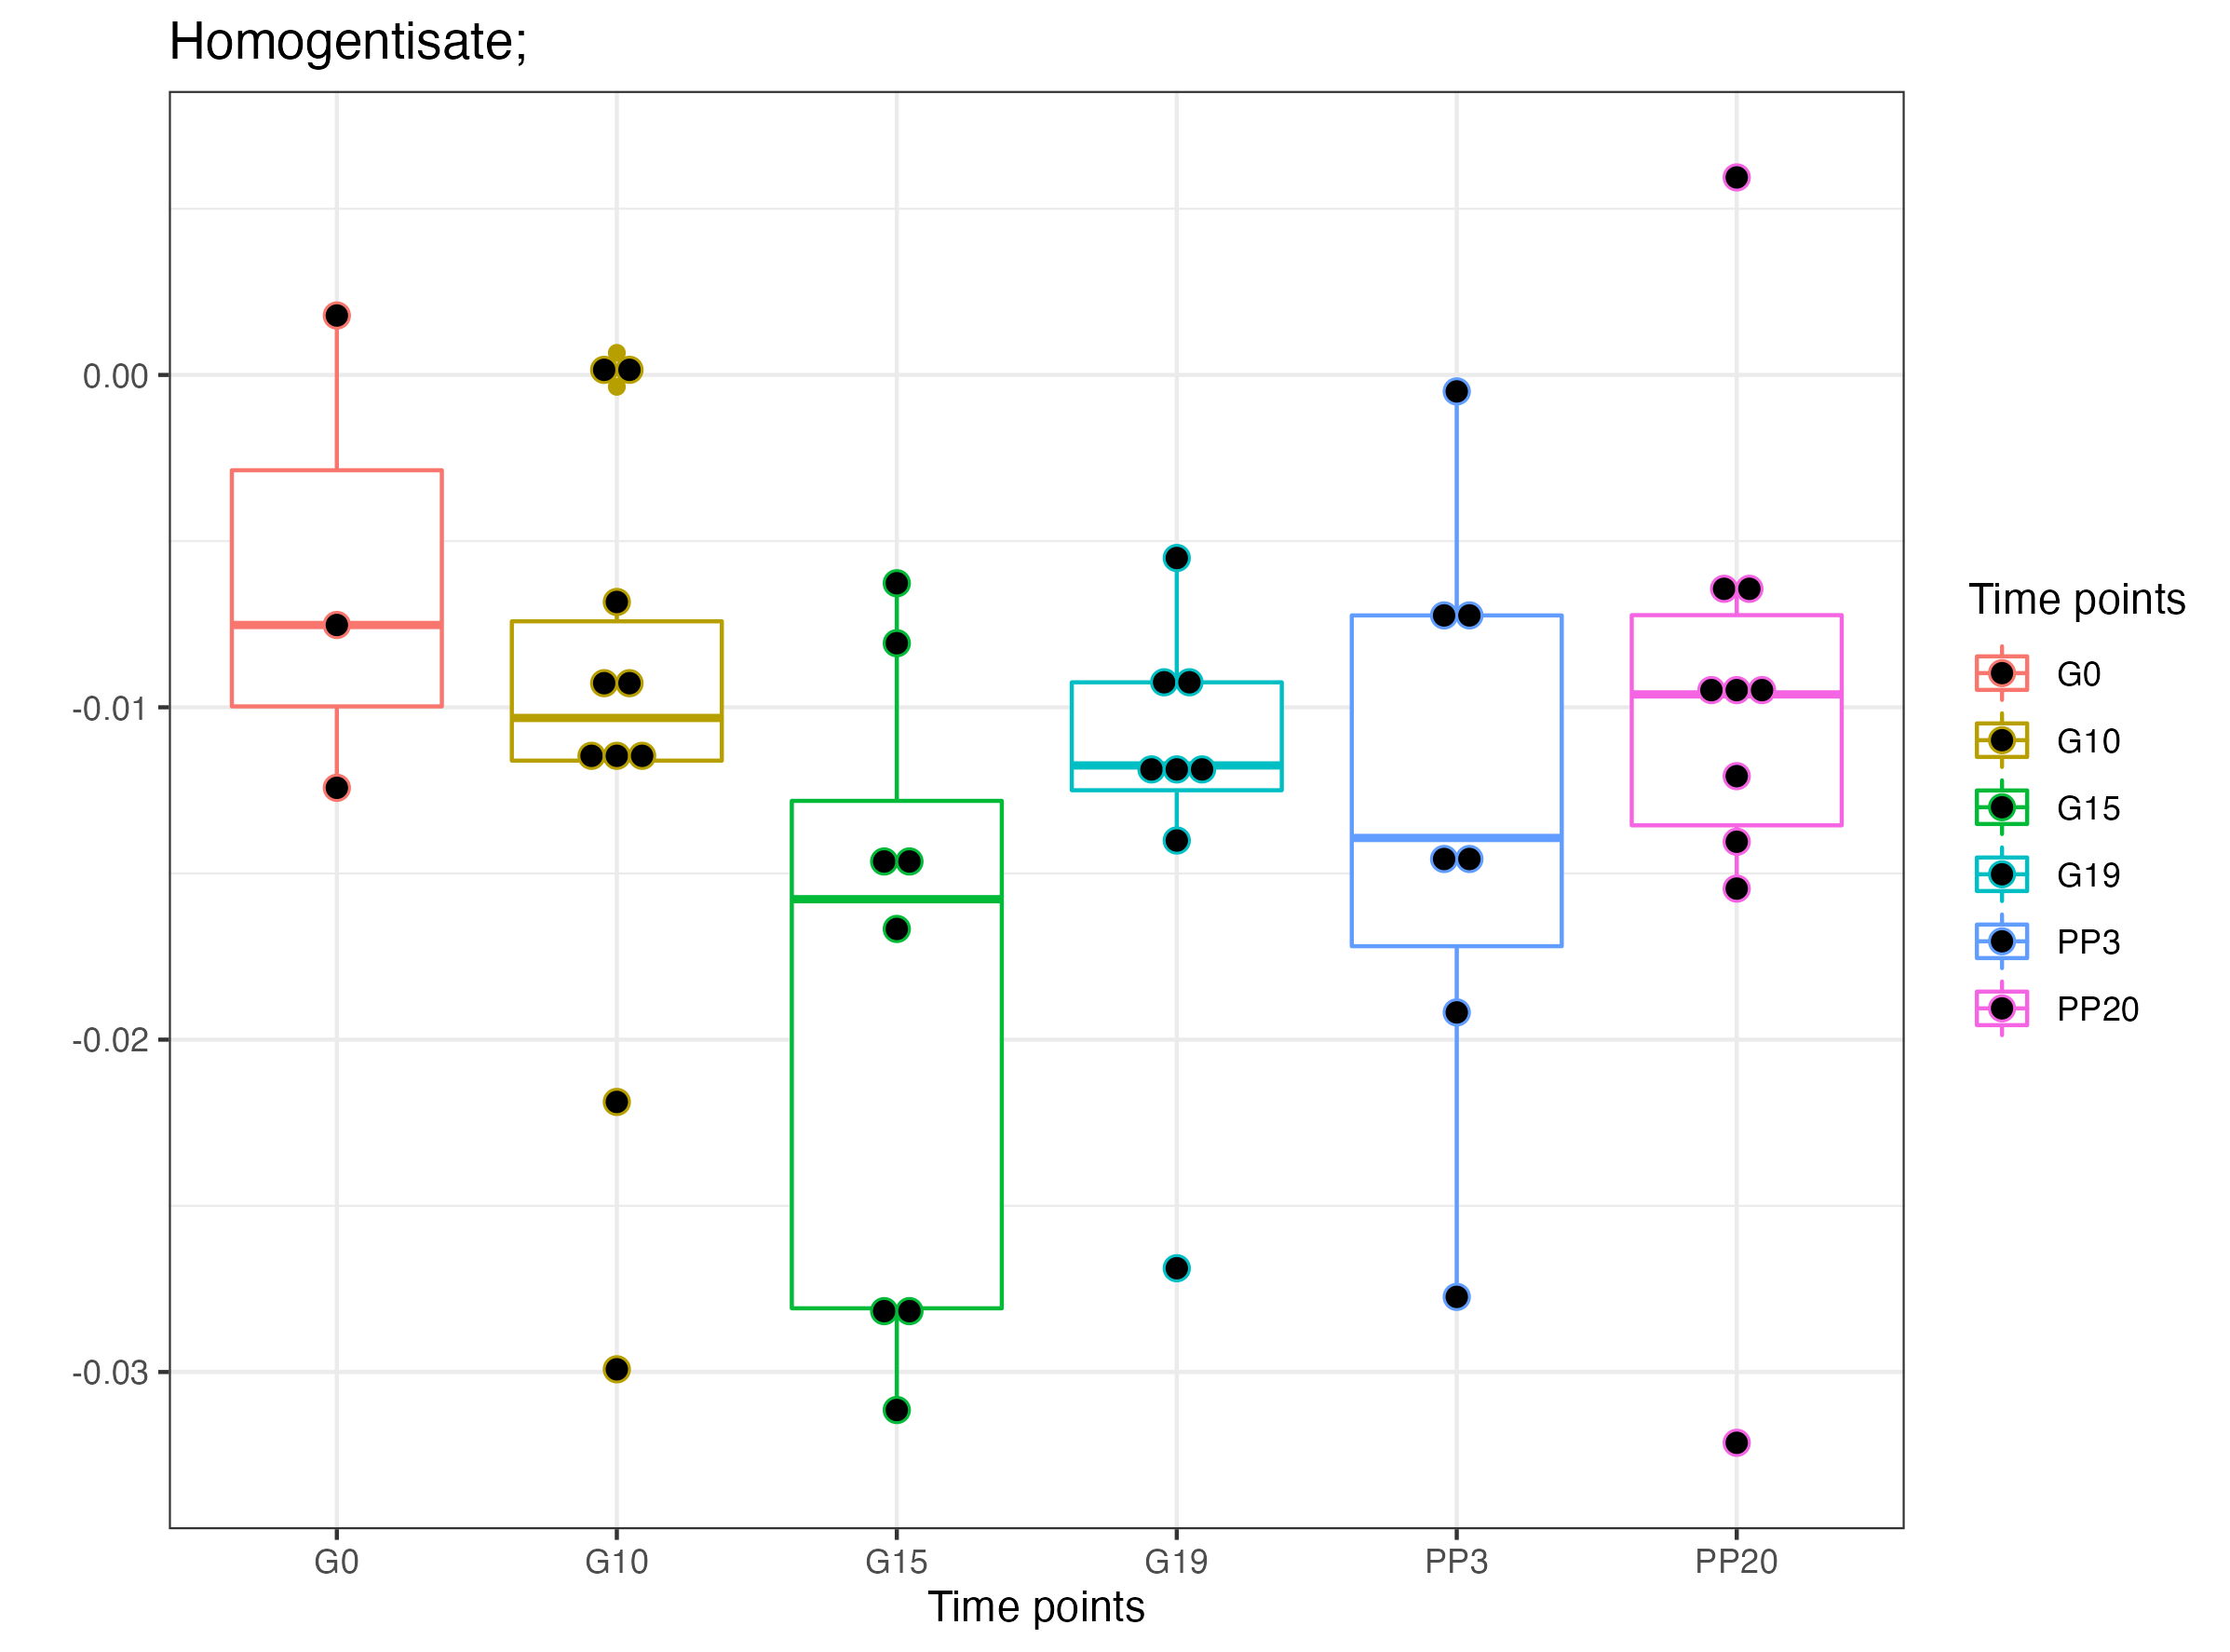 Homogentisate;
0.00
-0.01
-0.02
-0.03
G0 G10 G15 G19 PP3 PP20
Time points
Time points
G0
G10
G15
G19
PP3
PP20